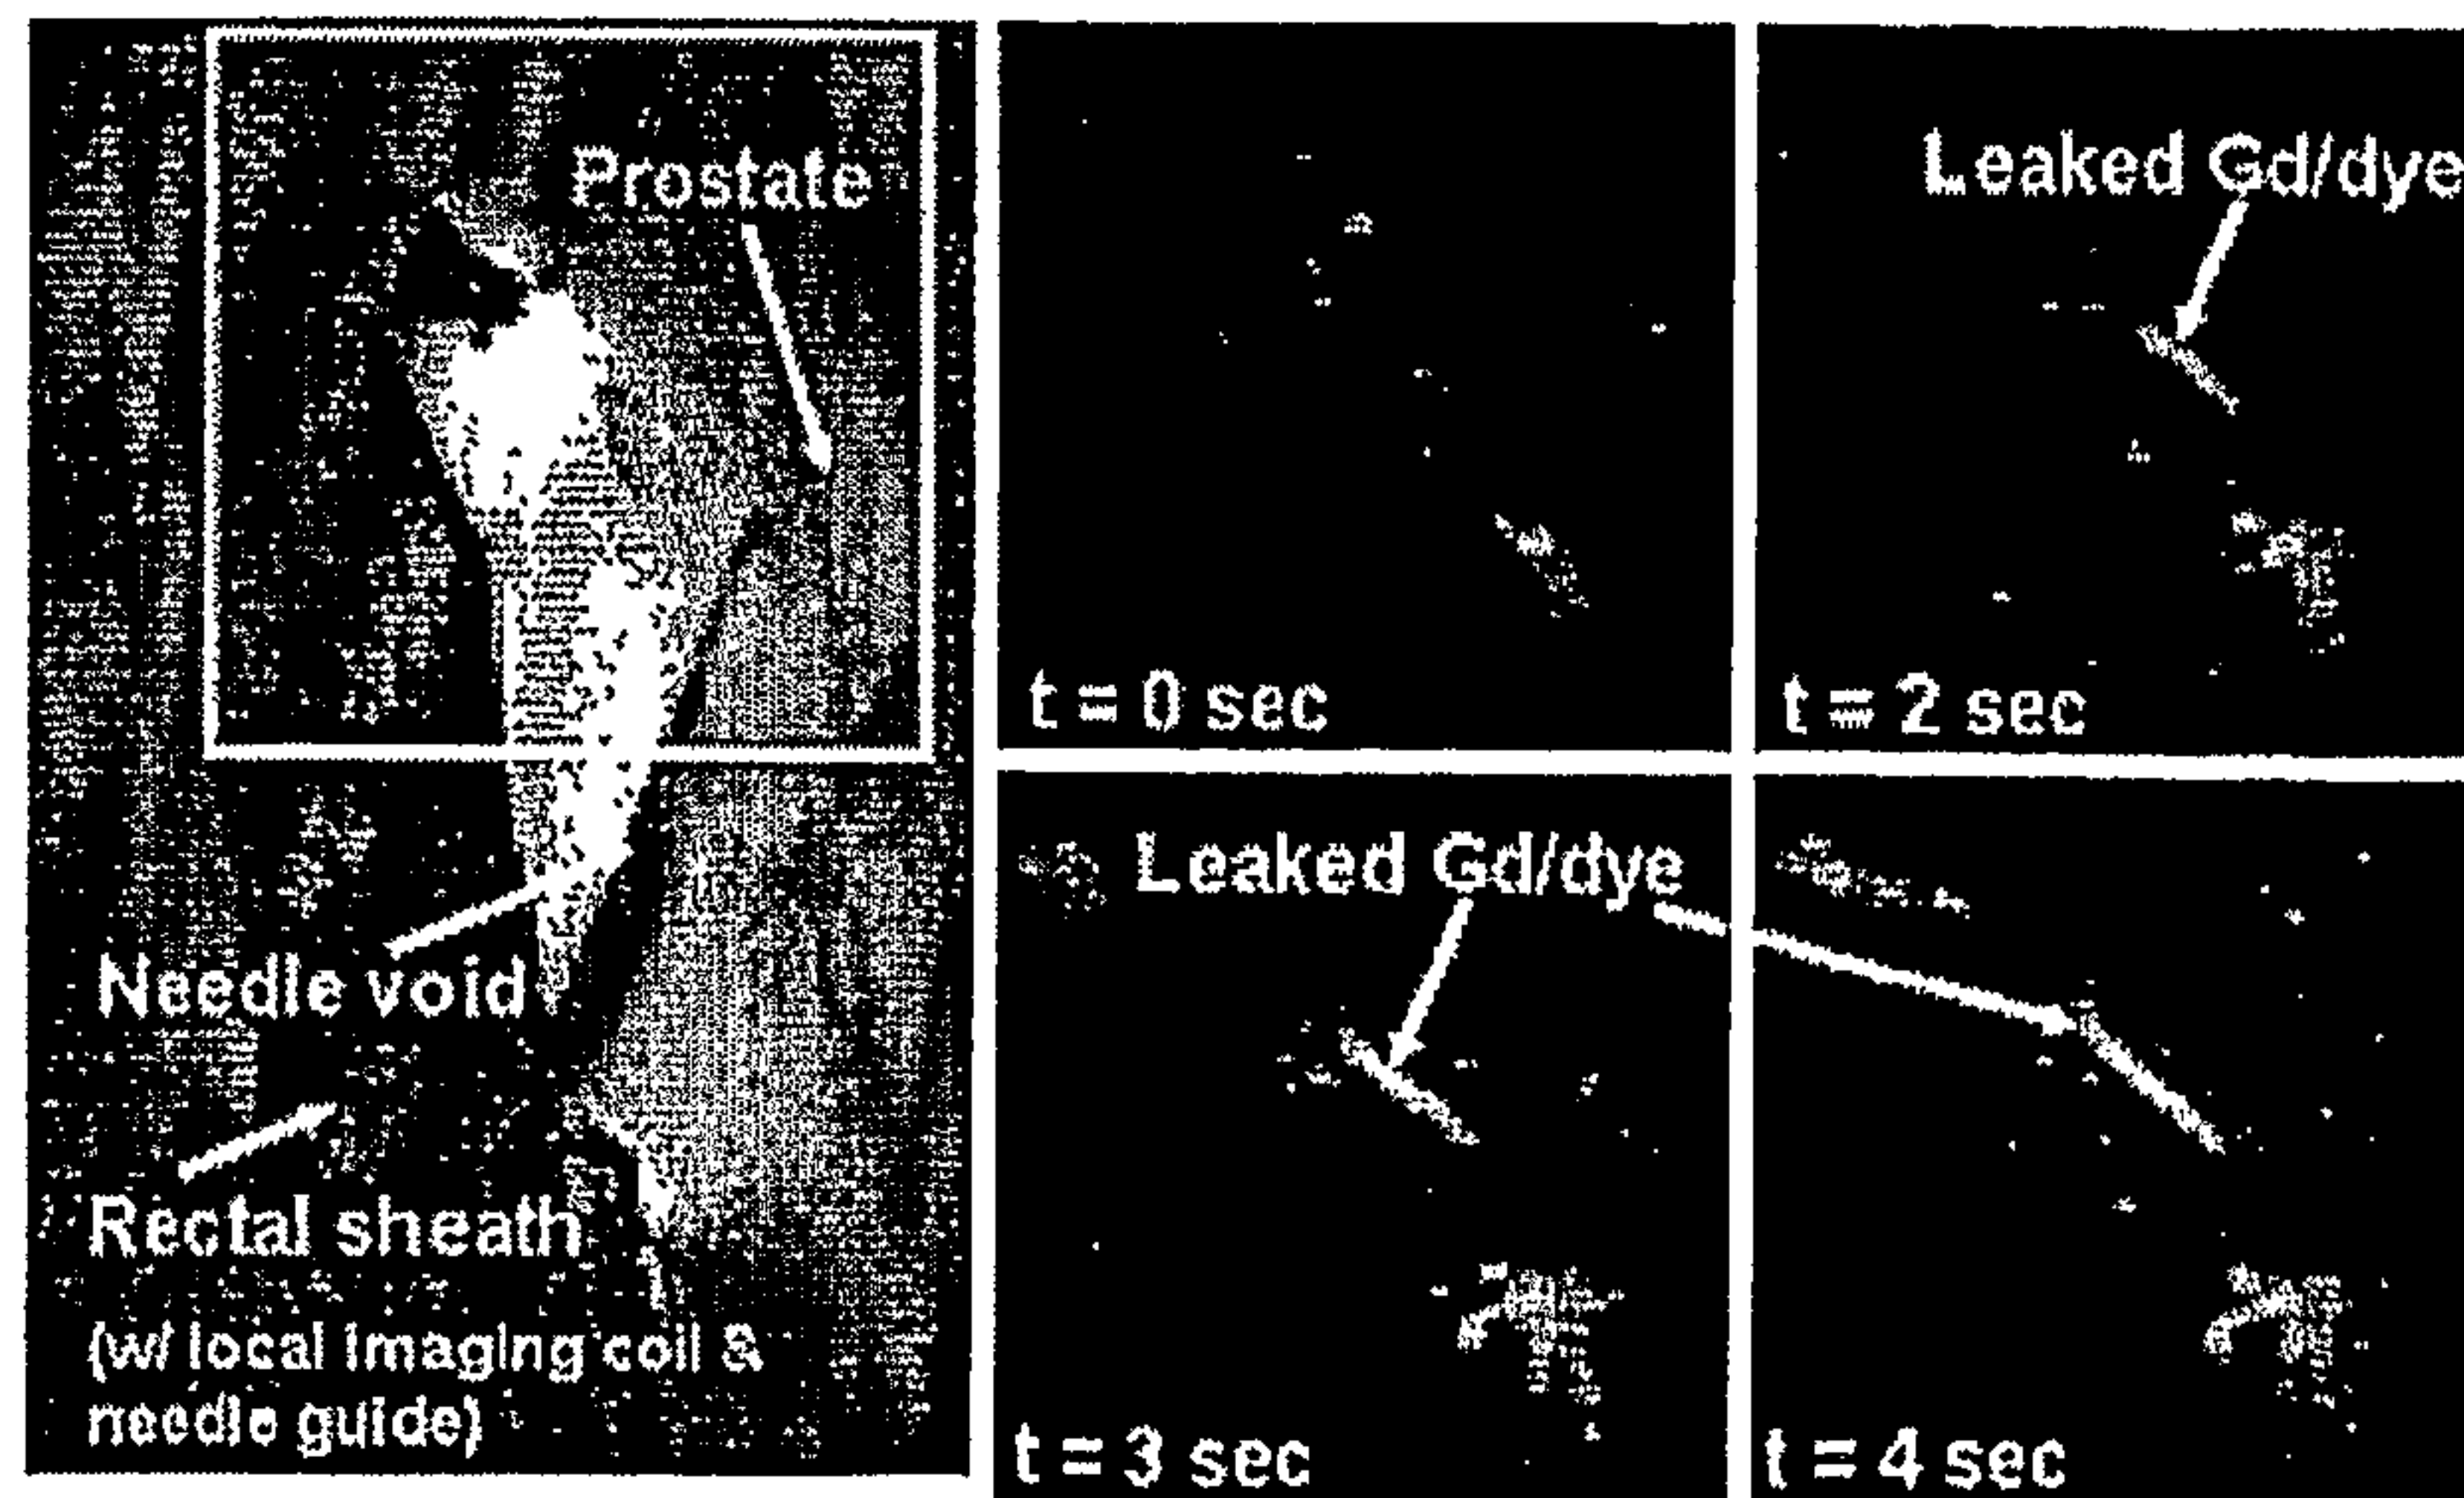 Prostate
Needle void
Rectal sheath
(w/ local imaging coil &
needle guide)
t = 0 sec
Leaked Gd/dye
t = 2 sec
Leaked Gd/dye
t = 3 sec
t = 4 sec